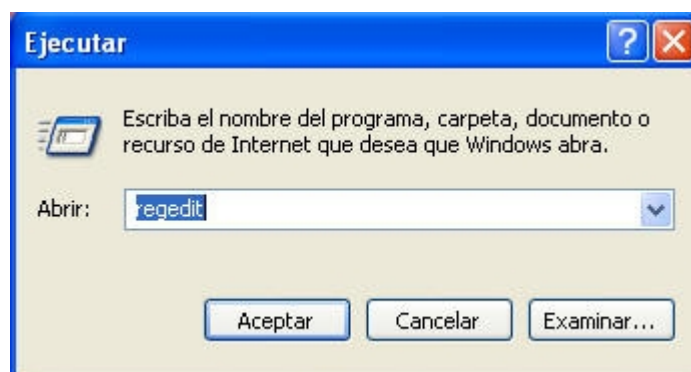 Ejecutar
Escriba el nombre del programa, carpeta, documento o
recurso de Internet que desea que Windows abra.
Abrir: regedit
Aceptar Cancelar Examinar...